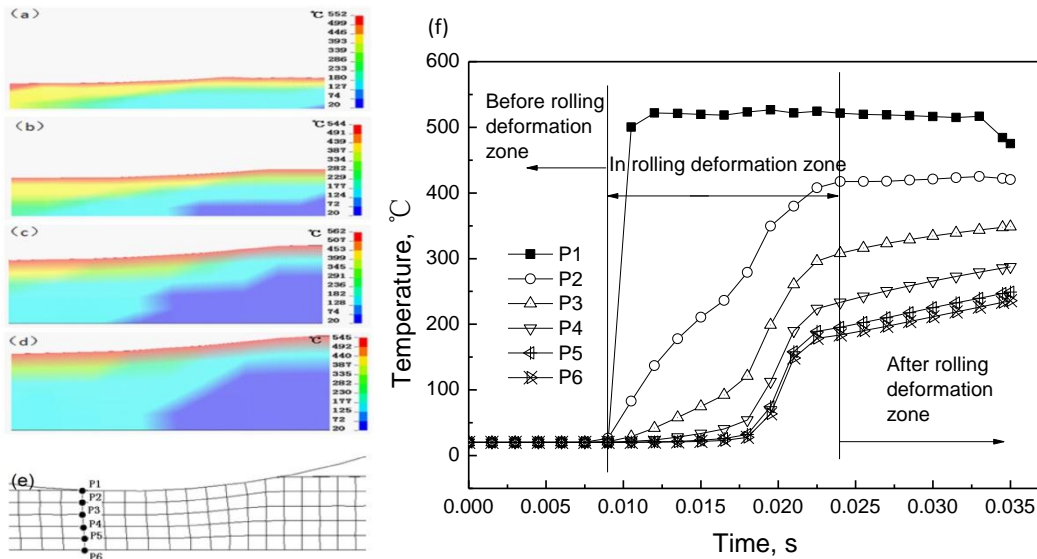 (a)
℃ 552
499
446
393
339
286
233
180
127
74
20
(b)
℃ 544
491
439
387
334
282
229
177
124
72
20
(c)
℃ 562
507
453
399
345
291
236
182
128
74
20
(d)
℃ 545
492
440
387
335
282
230
177
125
72
20
(e)
P1
P2
P3
P4
P5
P6
(f)
600
500
400
300
200
100
0
Temperature, ℃
Before rolling
deformation
zone
In rolling deformation zone
P1
P2
P3
P4
P5
P6
After rolling
deformation
zone
0.000 0.005 0.010 0.015 0.020 0.025 0.030 0.035
Time, s